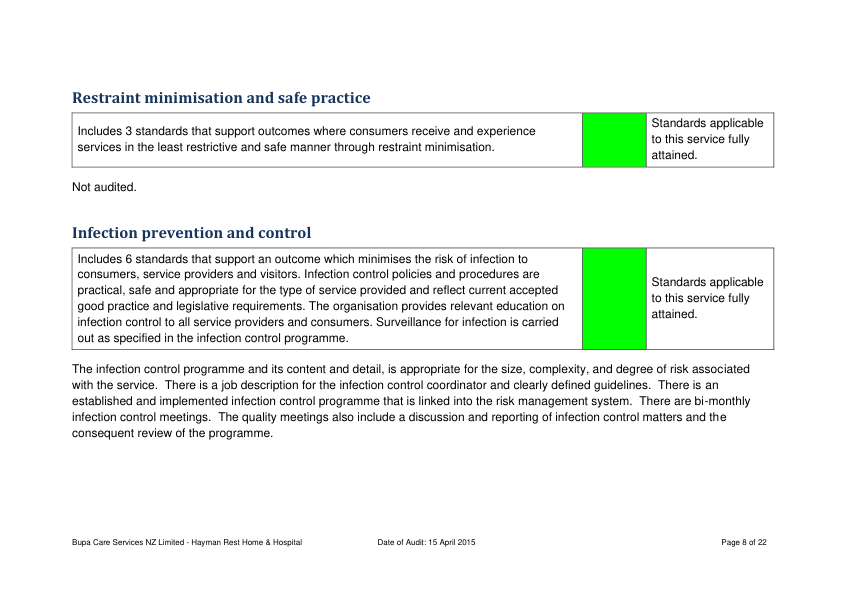 Restraint minimisation and safe practice
Includes 3 standards that support outcomes where consumers receive and experience
services in the least restrictive and safe manner through restraint minimisation.
Standards applicable
to this service fully
attained.
Not audited.
Infection prevention and control
Includes 6 standards that support an outcome which minimises the risk of infection to
consumers, service providers and visitors. Infection control policies and procedures are
practical, safe and appropriate for the type of service provided and reflect current accepted
good practice and legislative requirements. The organisation provides relevant education on
infection control to all service providers and consumers. Surveillance for infection is carried
out as specified in the infection control programme.
Standards applicable
to this service fully
attained.
The infection control programme and its content and detail, is appropriate for the size, complexity, and degree of risk associated
with the service.  There is a job description for the infection control coordinator and clearly defined guidelines.  There is an
established and implemented infection control programme that is linked into the risk management system.  There are bi-monthly
infection control meetings.  The quality meetings also include a discussion and reporting of infection control matters and the
consequent review of the programme.
Bupa Care Services NZ Limited - Hayman Rest Home & Hospital
Date of Audit: 15 April 2015
Page 8 of 22